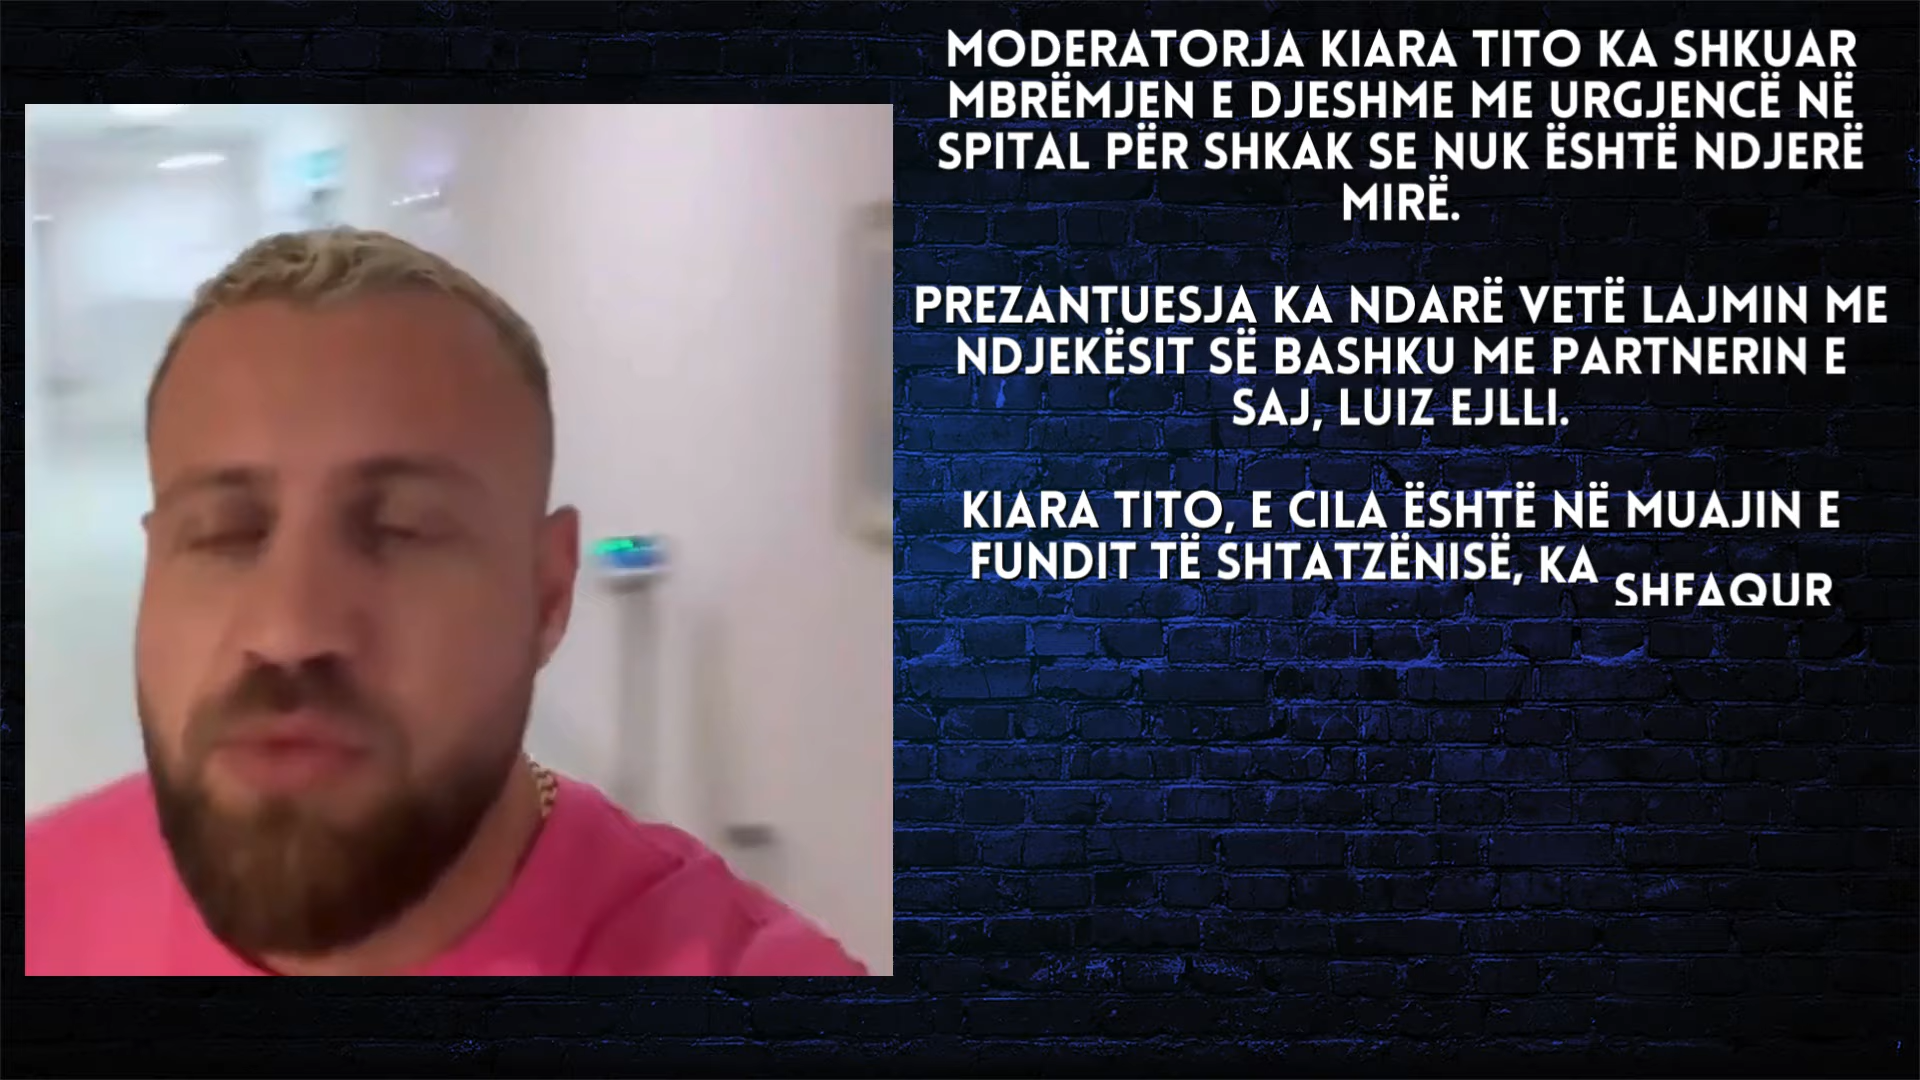 MODERATORJA KIARA TITO KA SHKUAR
MBRËMJEN E DJESHME ME URGJENCË NË
SPITAL PËR SHKAK SE NUK ËSHTË NDJERË
MIRË.
PREZANTUESJA KA NDARË VETË LAJMIN ME
NDJEKËSIT SË BASHKU ME PARTNERIN E
SAJ, LUIZ EJLLI.
KIARA TITO, E CILA ËSHTË NË MUAJIN E
FUNDIT TË SHTATZËNISË, KA SHFAQUR